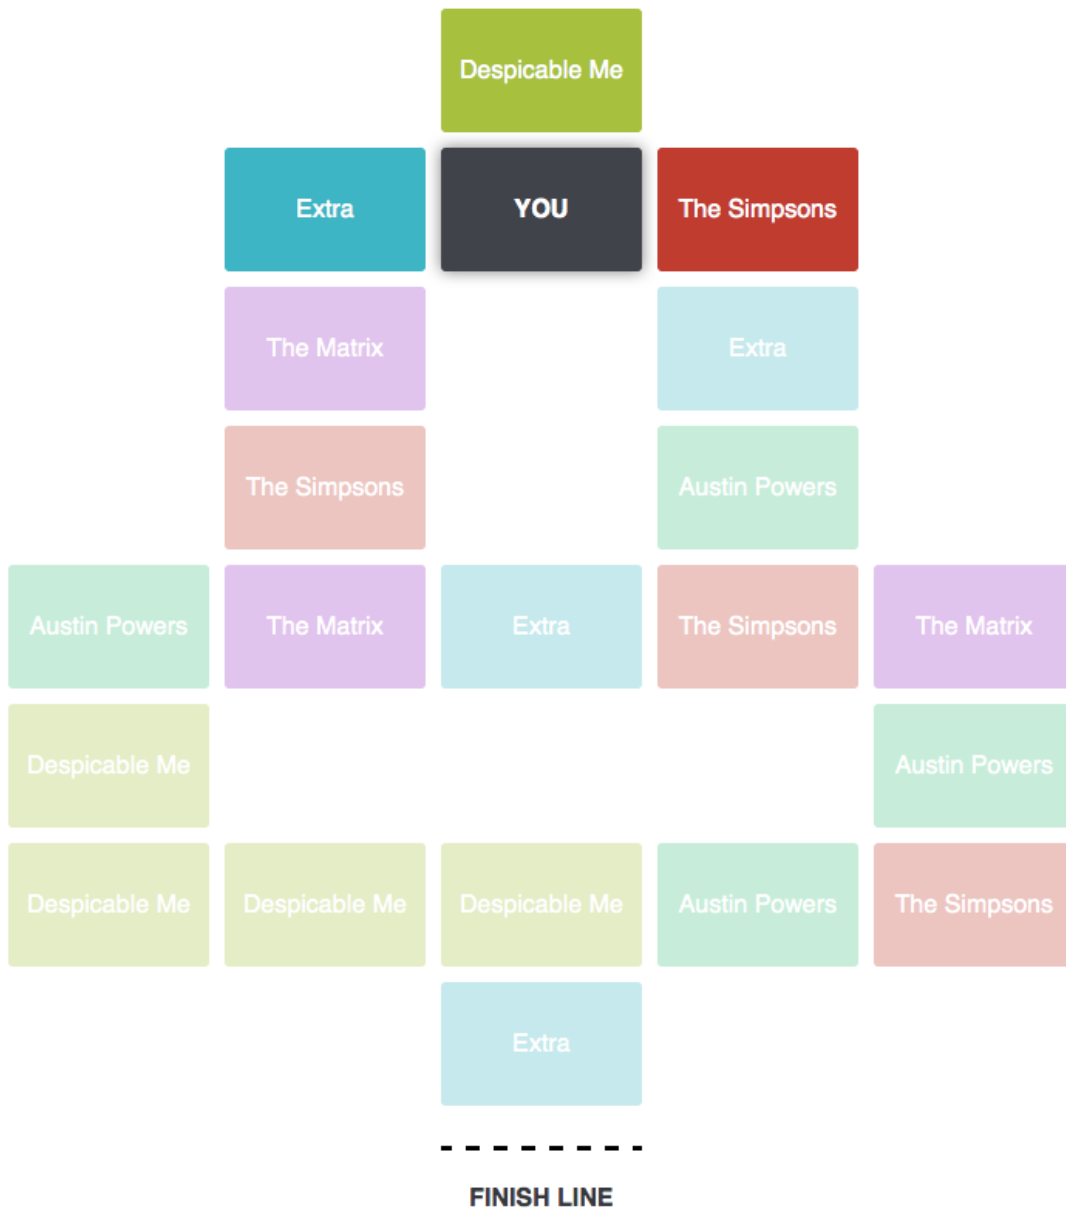 Despicable Me
Extra
YOU
The Simpsons
The Matrix
Extra
The Simpsons
Austin Powers
Austin Powers
The Matrix
Extra
The Simpsons
The Matrix
Despicable Me
Austin Powers
Despicable Me
Despicable Me
Despicable Me
Austin Powers
The Simpsons
Extra
FINISH LINE